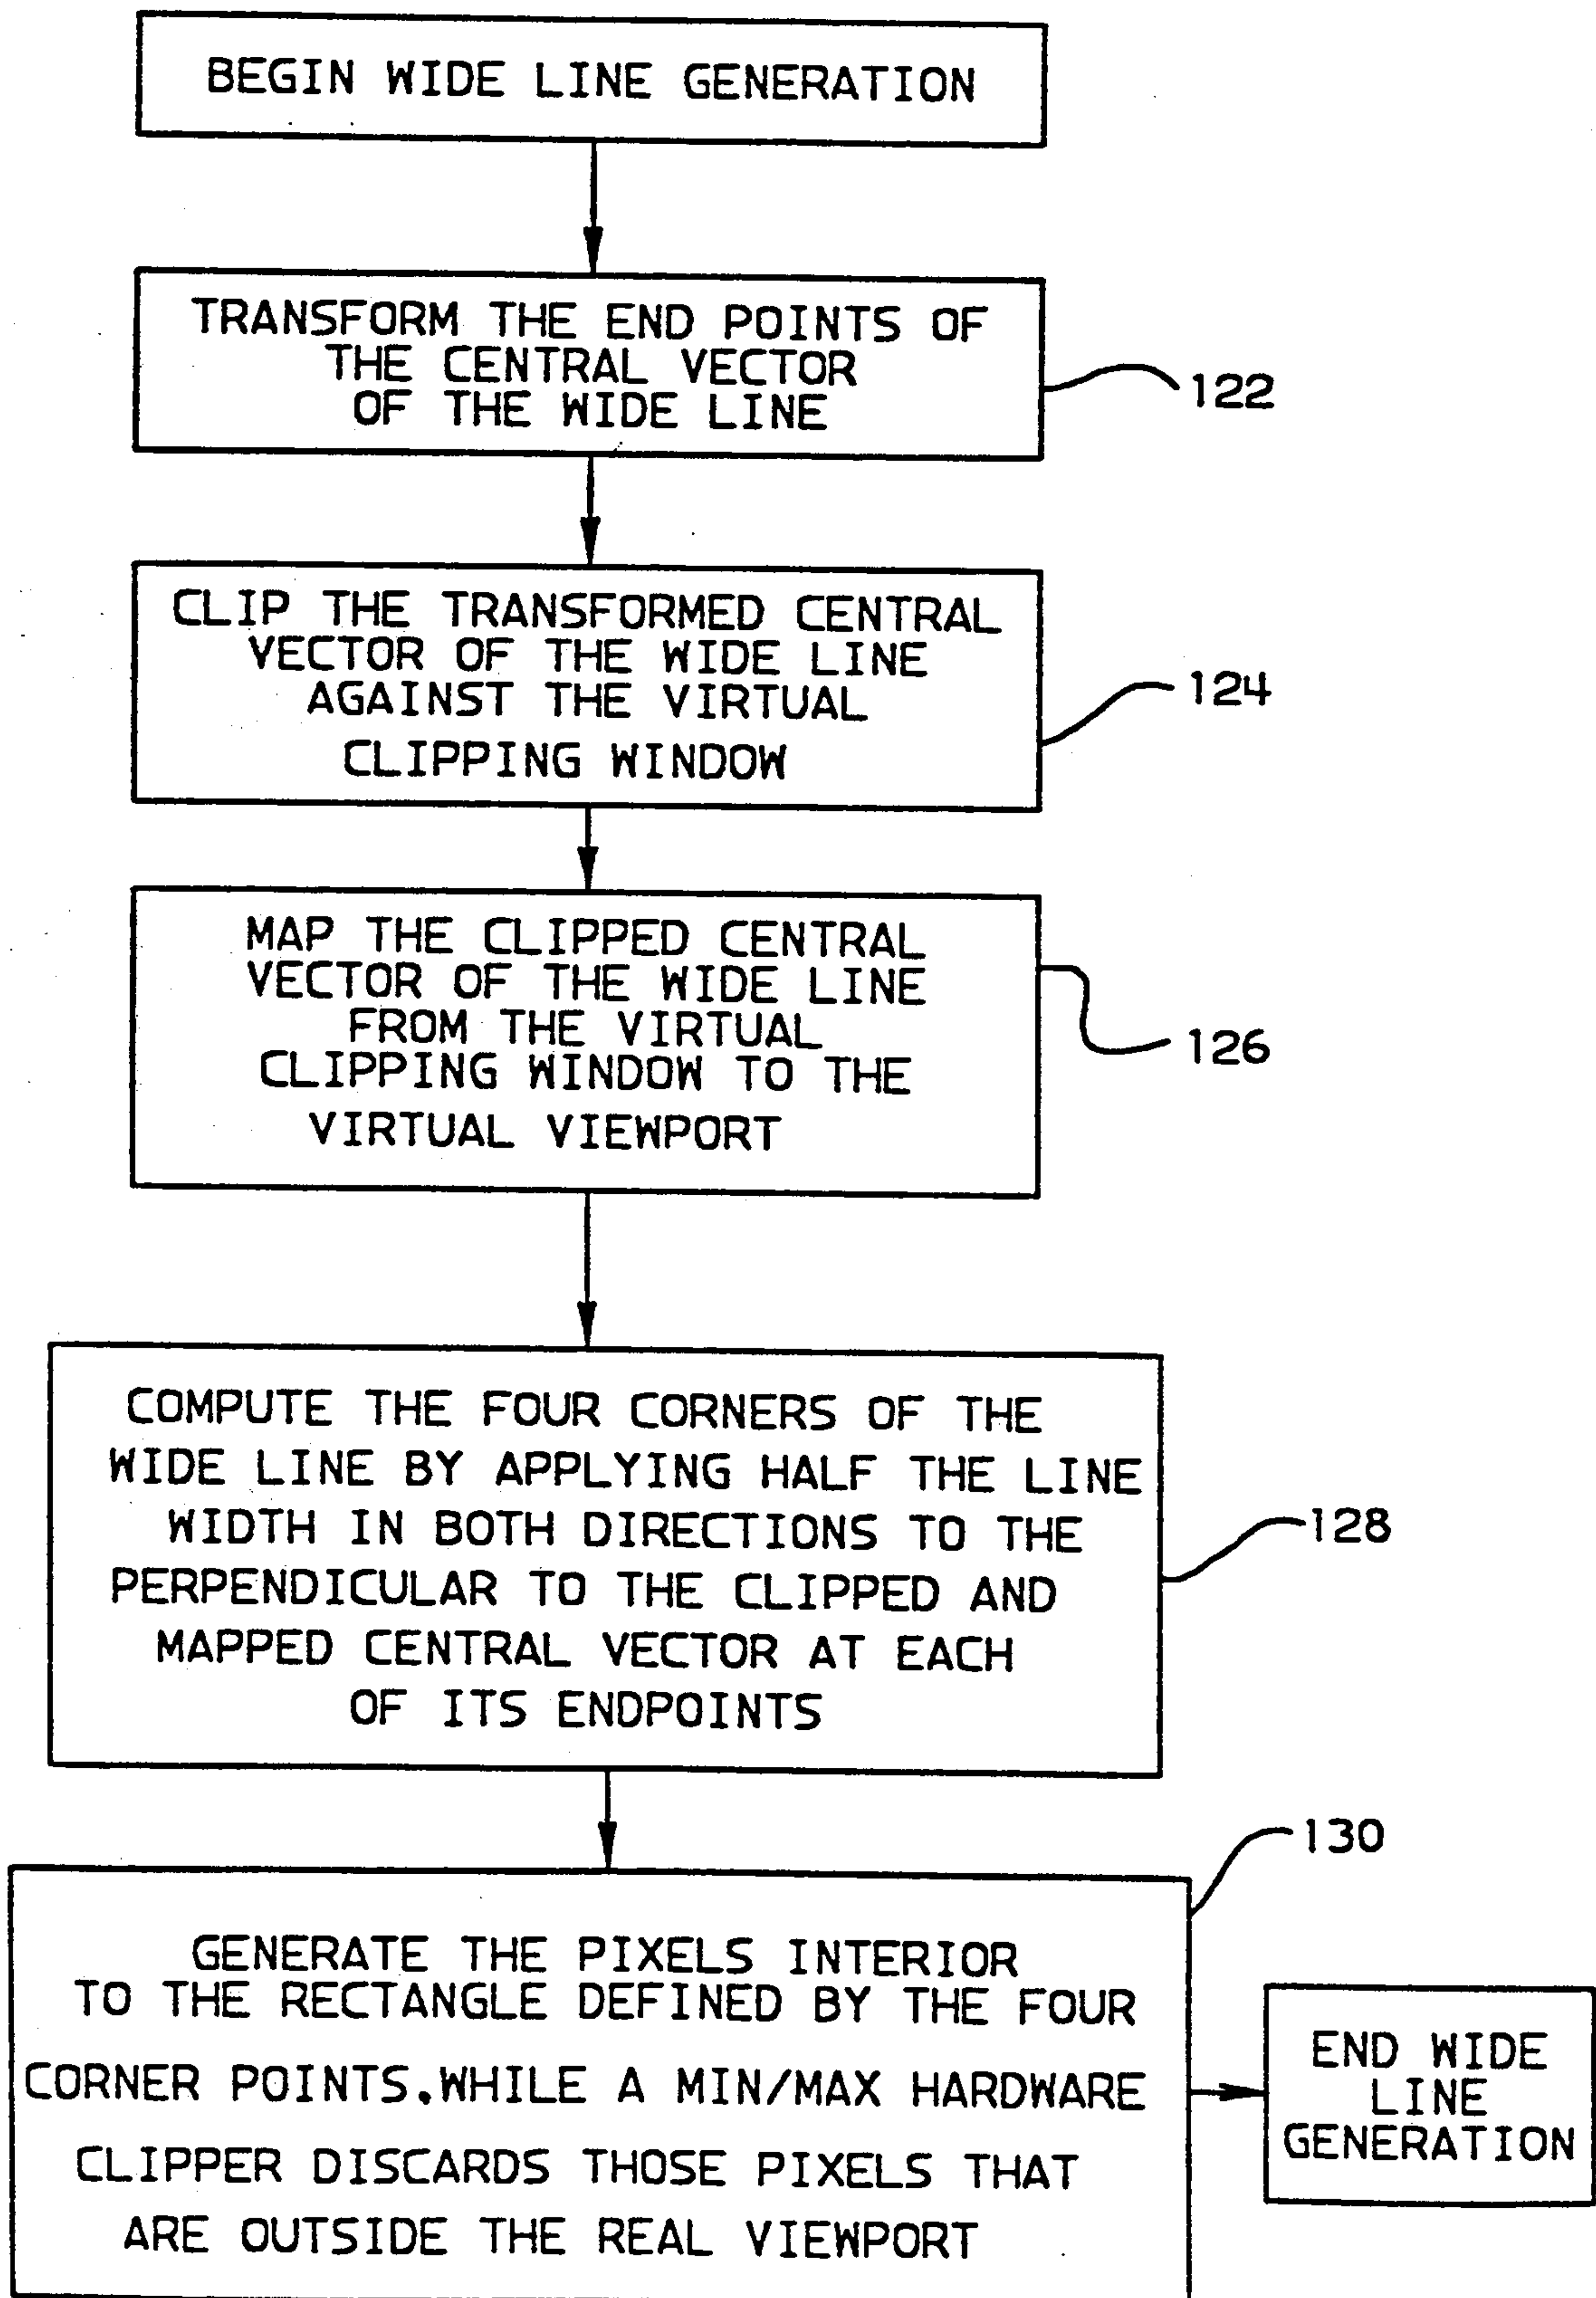 BEGIN WIDE LINE GENERATION
TRANSFORM THE END POINTS OF
THE CENTRAL VECTOR
OF THE WIDE LINE
122
CLIP THE TRANSFORMED CENTRAL
VECTOR OF THE WIDE LINE
AGAINST THE VIRTUAL
CLIPPING WINDOW
124
MAP THE CLIPPED CENTRAL
VECTOR OF THE WIDE LINE
FROM THE VIRTUAL
CLIPPING WINDOW TO THE
VIRTUAL VIEWPORT
126
COMPUTE THE FOUR CORNERS OF THE
WIDE LINE BY APPLYING HALF THE LINE
WIDTH IN BOTH DIRECTIONS TO THE
PERPENDICULAR TO THE CLIPPED AND
MAPPED CENTRAL VECTOR AT EACH
OF ITS ENDPOINTS
128
130
GENERATE THE PIXELS INTERIOR
TO THE RECTANGLE DEFINED BY THE FOUR
CORNER POINTS.WHILE A MIN/MAX HARDWARE
CLIPPER DISCARDS THOSE PIXELS THAT
ARE OUTSIDE THE REAL VIEWPORT
END WIDE
LINE
GENERATION